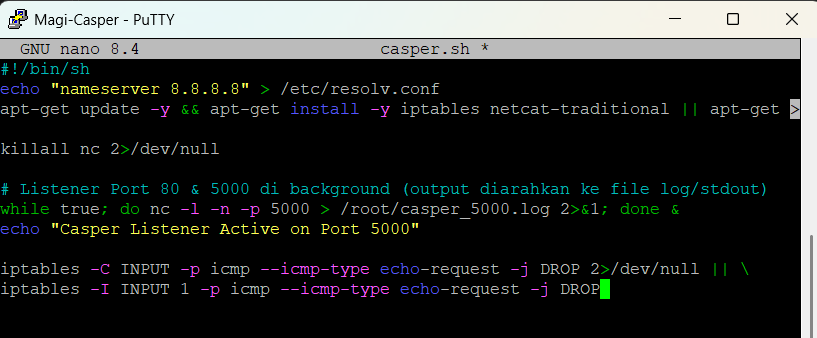 Magi-Casper - PuTTY
GNU nano 8.4 casper.sh *
#!/bin/sh
echo "nameserver 8.8.8.8" > /etc/resolv.conf
apt-get update -y && apt-get install -y iptables netcat-traditional || apt-get >
killall nc 2>/dev/null
# Listener Port 80 & 5000 di background (output diarahkan ke file log/stdout)
while true; do nc -l -n -p 5000 > /root/casper_5000.log 2>&1; done &
echo "Casper Listener Active on Port 5000"
iptables -C INPUT -p icmp --icmp-type echo-request -j DROP 2>/dev/null || \
iptables -I INPUT 1 -p icmp --icmp-type echo-request -j DROP